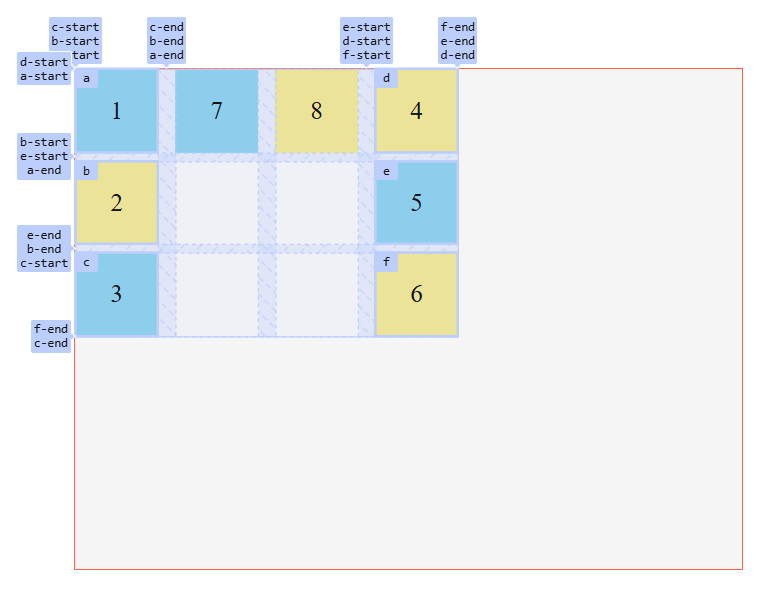 c-start
b-start
tart
c-end
b-end
a-end
e-start
d-start
f-start
f-end
e-end
d-end
d-start
a-start
a
1
7
8
d
4
b-start
e-start
a-end
b
2
e
5
e-end
b-end
c-start
c
3
f
6
f-end
c-end